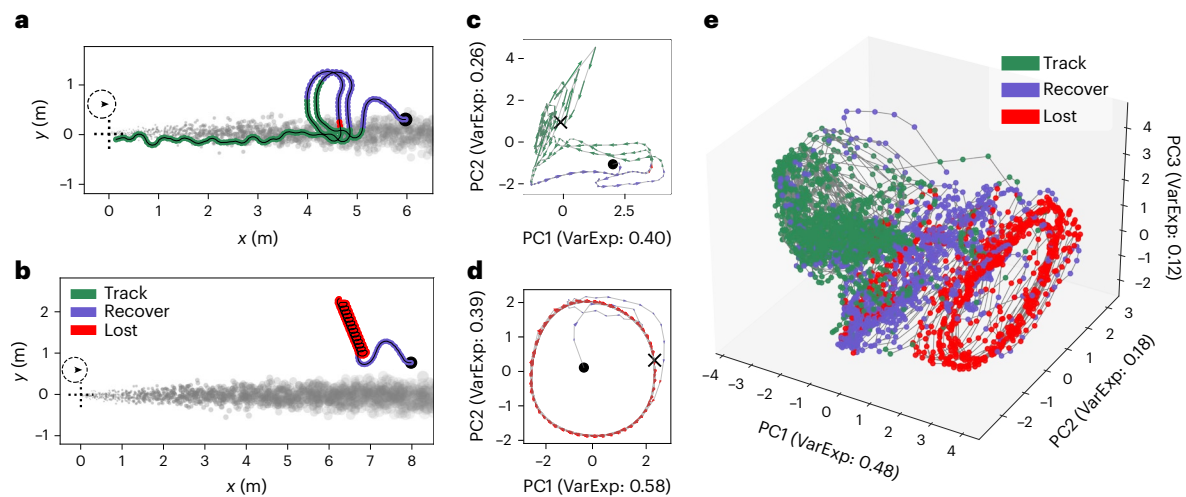 a
y (m)
1
0
−1
0 1 2 3 4 5 6
x (m)
b
Track
Recover
Lost
y (m)
2
1
0
−1
0 1 2 3 4 5 6 7 8
x (m)
c
PC2 (VarExp: 0.26)
4
2
0
−2
0 2.5
PC1 (VarExp: 0.40)
d
PC2 (VarExp: 0.39)
2
1
0
−1
−2
−2 0 2
PC1 (VarExp: 0.58)
e
Track
Recover
Lost
4
3
2
1
0
−1
−2
PC3 (VarExp: 0.12)
3
2
1
0
−1
−2
PC2 (VarExp: 0.18)
−4 −3 −2 −1 0 1 2 3 4
PC1 (VarExp: 0.48)